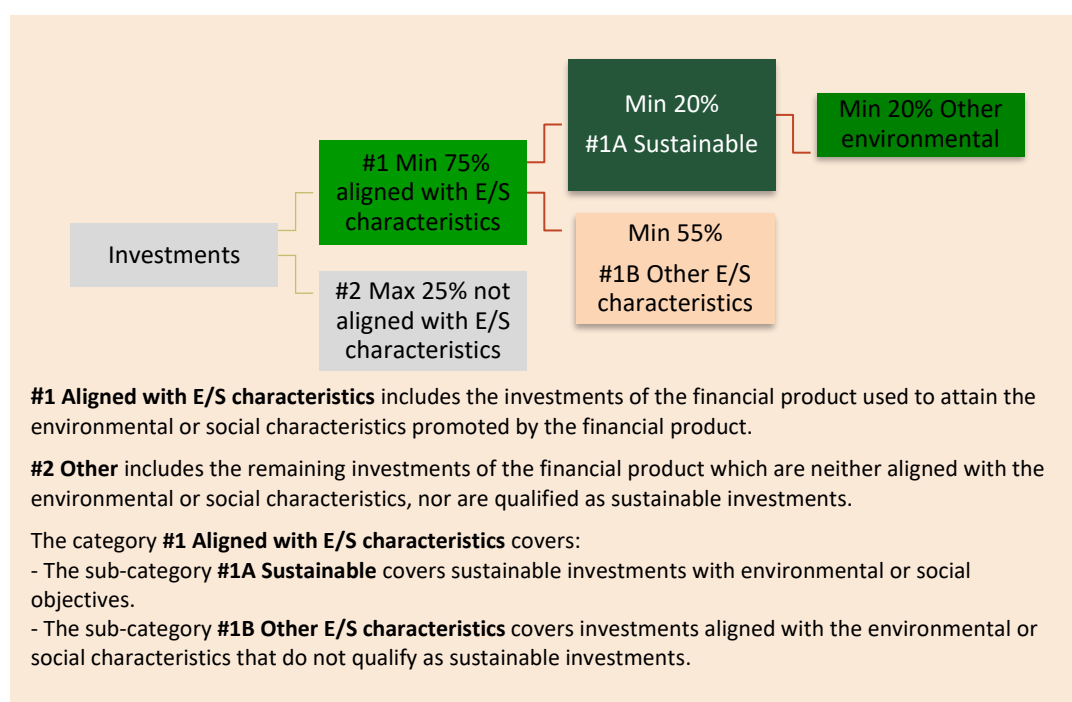 Investments
#1 Min 75%
aligned with E/S
characteristics
#2 Max 25% not
aligned with E/S
characteristics
Min 20%
#1A Sustainable
Min 55%
#1B Other E/S
characteristics
Min 20% Other
environmental
#1 Aligned with E/S characteristics includes the investments of the financial product used to attain the
environmental or social characteristics promoted by the financial product.
#2 Other includes the remaining investments of the financial product which are neither aligned with the
environmental or social characteristics, nor are qualified as sustainable investments.
The category #1 Aligned with E/S characteristics covers:
- The sub-category #1A Sustainable covers sustainable investments with environmental or social
objectives.
- The sub-category #1B Other E/S characteristics covers investments aligned with the environmental or
social characteristics that do not qualify as sustainable investments.